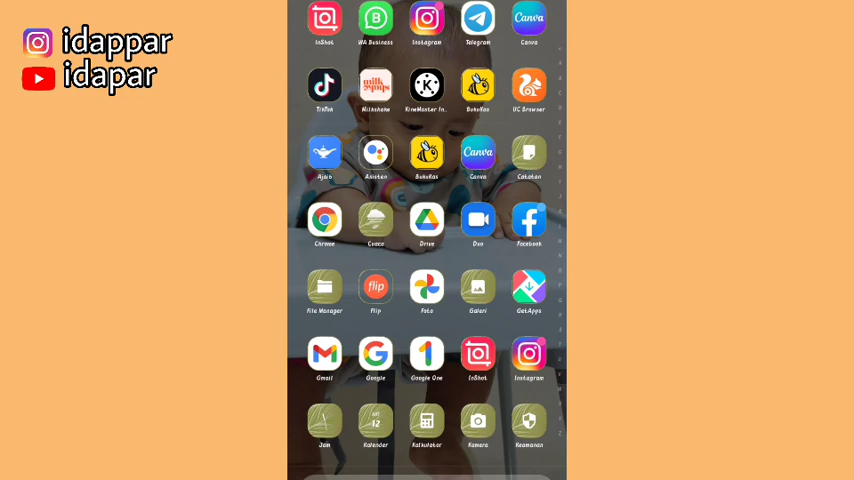 idappar
idapar
InShot WA Business Instagram Telegram Canva
TikTok Milkshake KineMaster In.. BukuKas UC Browser
Ajaib Asisten BukuKas Canva Catatan
Chrome Cuaca Drive Duo Facebook
File Manager Flip Foto Galeri GetApps
Gmail Google Google One InShot Instagram
Jam Kalender Kalkulator Kamera Keamanan